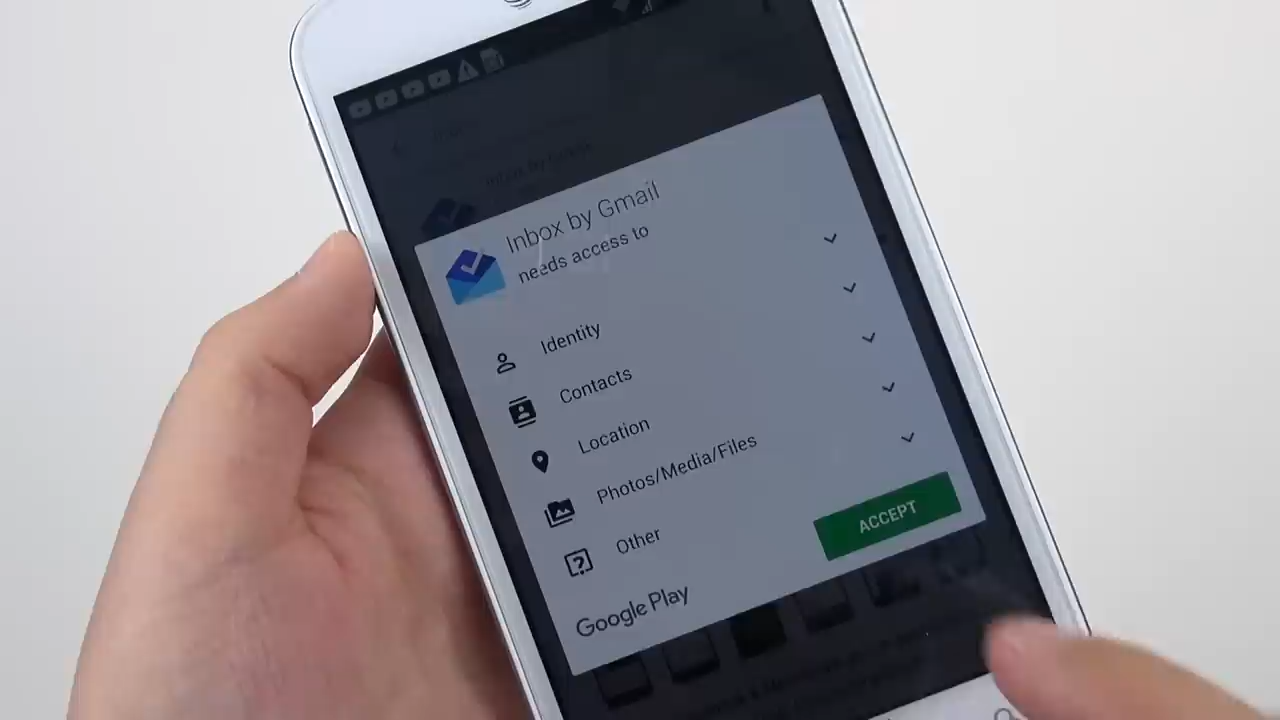 Inbox by Gmail
needs access to
Identity
Contacts
Location
Photos/Media/Files
Other
ACCEPT
Google Play